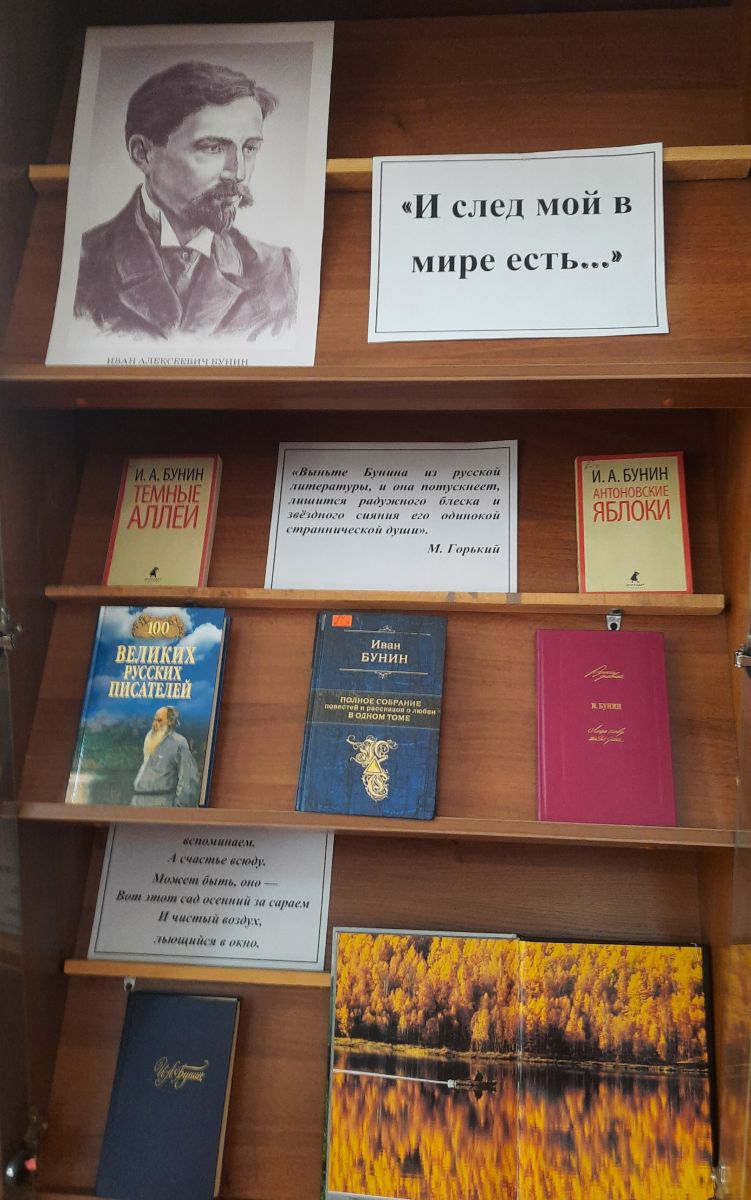 «И след мой в
мире есть...»
ИВАН АЛЕКСЕЕВИЧ БУНИН
И. А. БУНИН
ТЕМНЫЕ
АЛЛЕИ
«Выньте Бунина из русской
литературы, и она потускнеет,
лишится радужного блеска и
звёздного сияния его одинокой
страннической души».
М. Горький
И. А. БУНИН
АНТОНОВСКИЕ
ЯБЛОКИ
100
ВЕЛИКИХ
РУССКИХ
ПИСАТЕЛЕЙ
Иван
БУНИН
ПОЛНОЕ СОБРАНИЕ
повестей и рассказов о любви
В ОДНОМ ТОМЕ
И. БУНИН
вспоминаем.
А счастье всюду.
Может быть, оно —
Вот этот сад осенний за сараем
И чистый воздух,
льющийся в окно.
И.А.Бунин